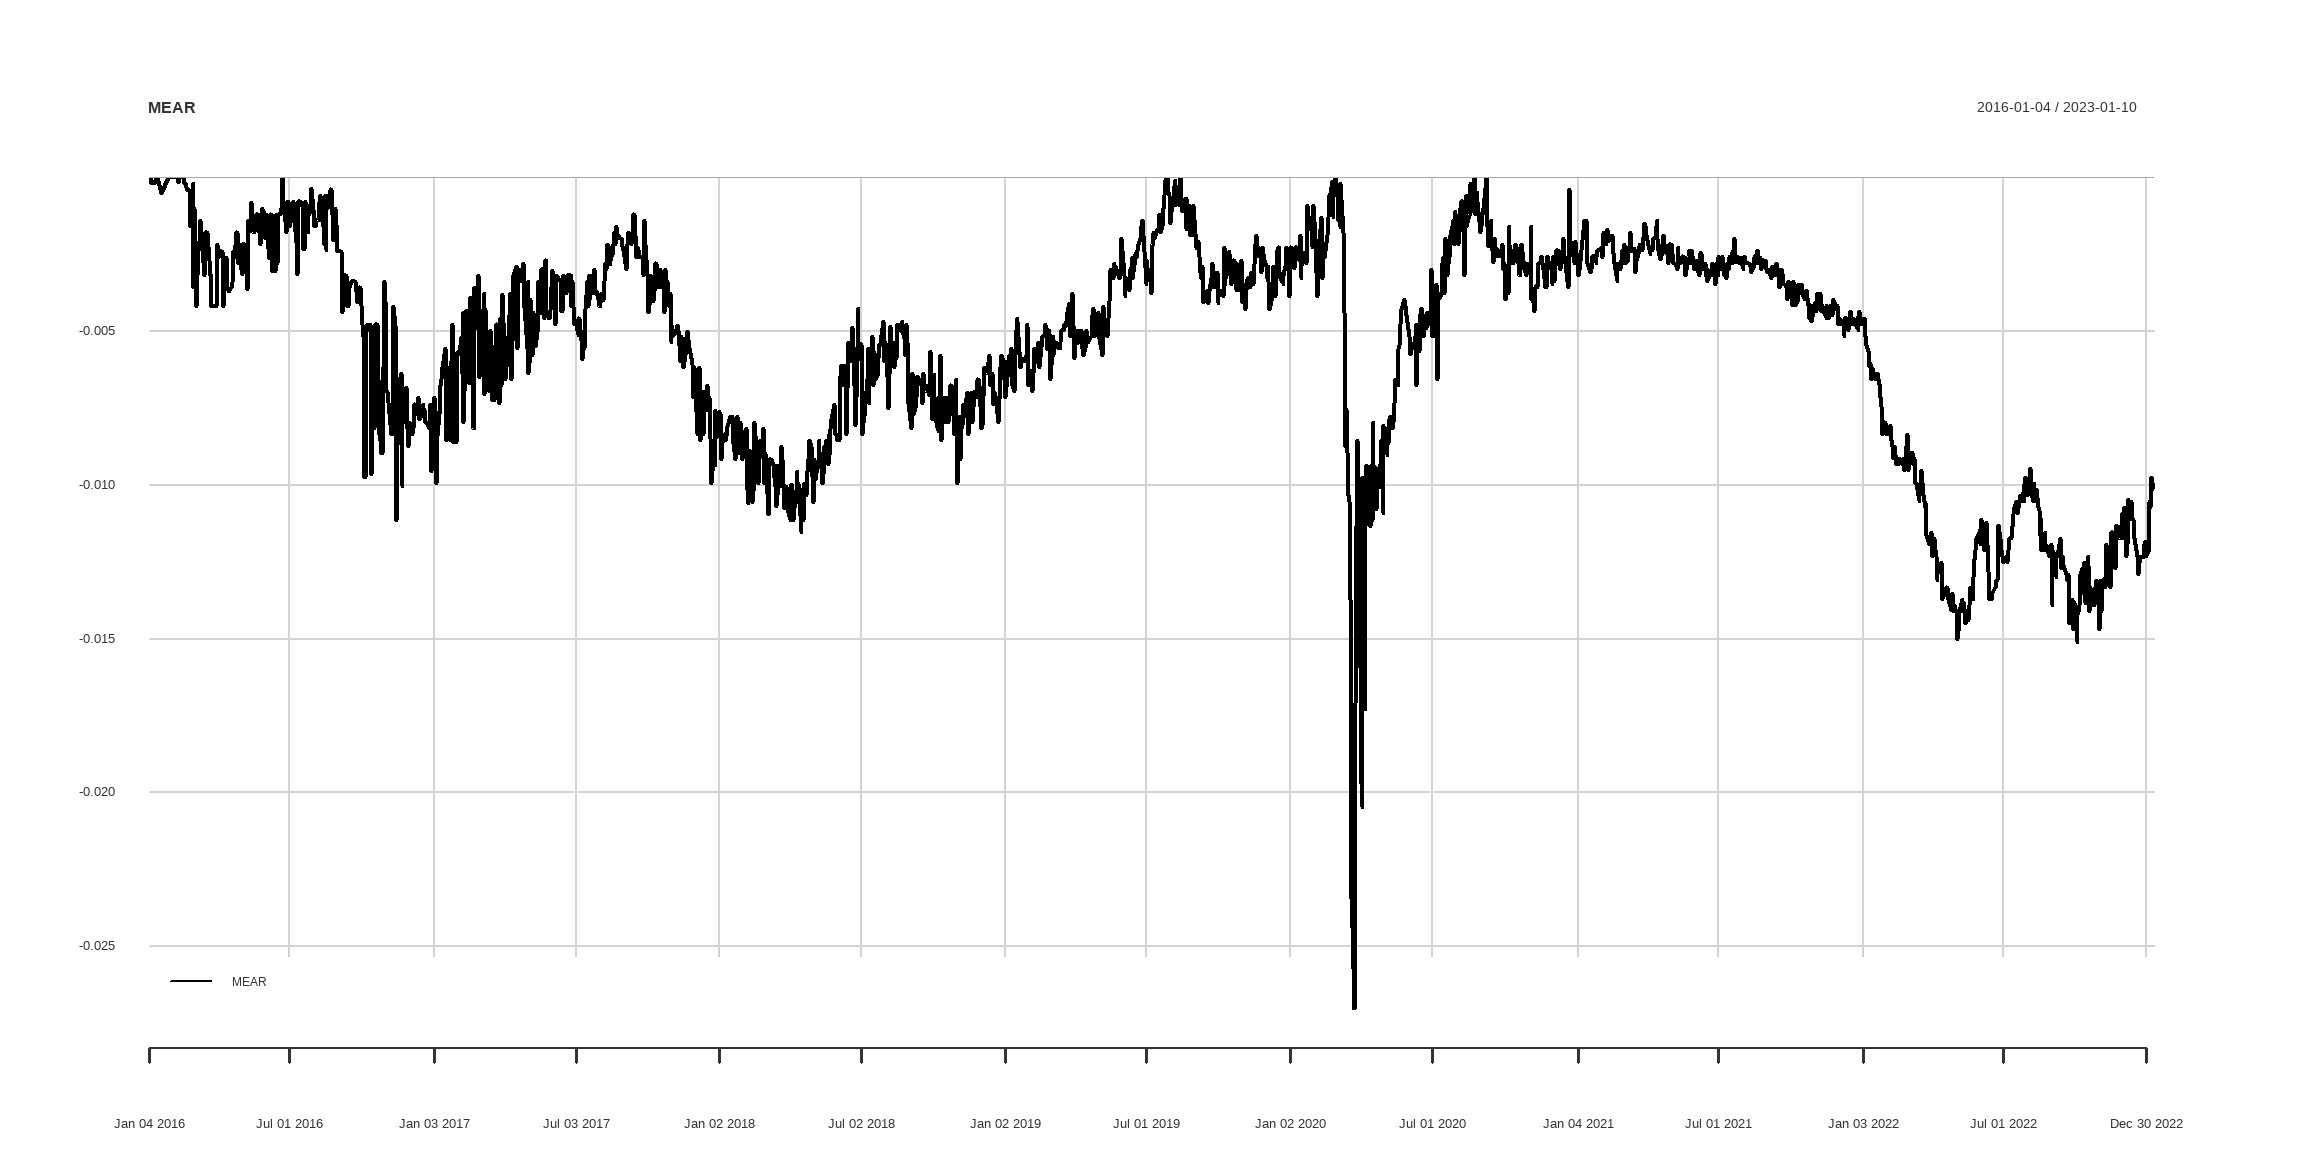 MEAR
2016-01-04 / 2023-01-10
-0.005
-0.010
-0.015
-0.020
-0.025
MEAR
Jan 04 2016
Jul 01 2016
Jan 03 2017
Jul 03 2017
Jan 02 2018
Jul 02 2018
Jan 02 2019
Jul 01 2019
Jan 02 2020
Jul 01 2020
Jan 04 2021
Jul 01 2021
Jan 03 2022
Jul 01 2022
Dec 30 2022